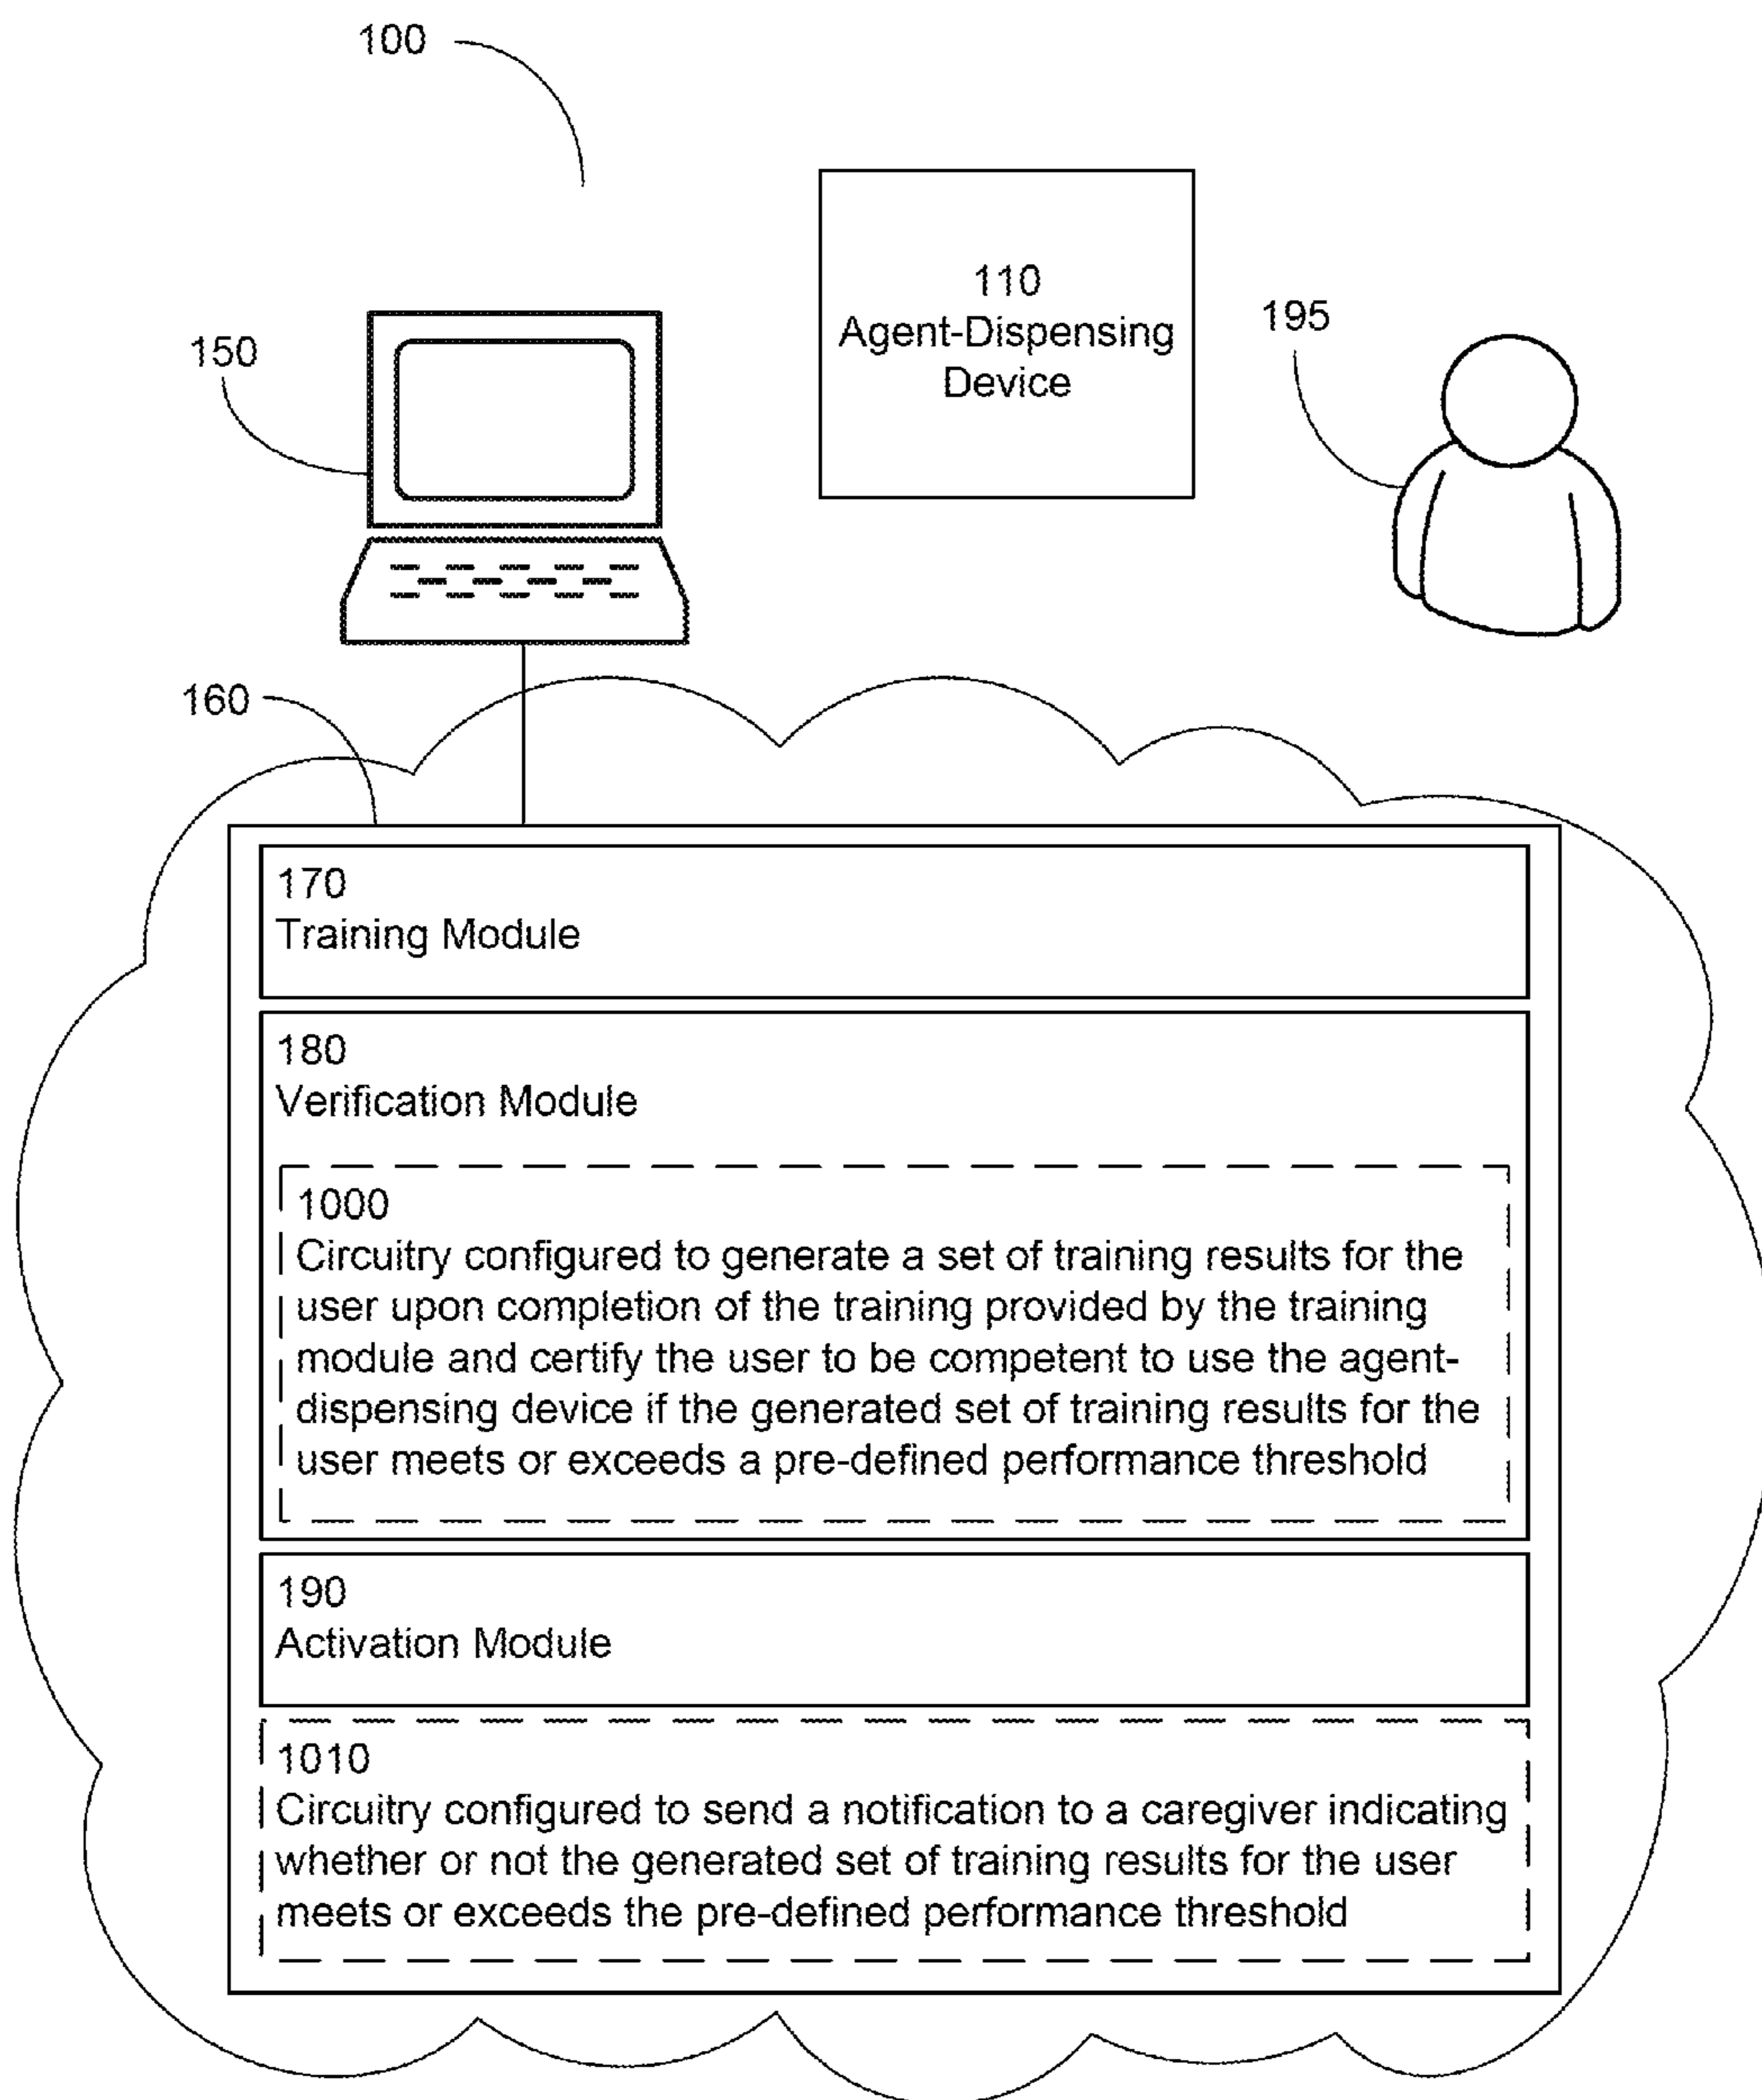 100
110
Agent-Dispensing
Device
195
150
160
170
Training Module
180
Verification Module
1000
Circuitry configured to generate a set of training results for the
user upon completion of the training provided by the training
module and certify the user to be competent to use the agent-
dispensing device if the generated set of training results for the
user meets or exceeds a pre-defined performance threshold
190
Activation Module
1010
Circuitry configured to send a notification to a caregiver indicating
whether or not the generated set of training results for the user
meets or exceeds the pre-defined performance threshold